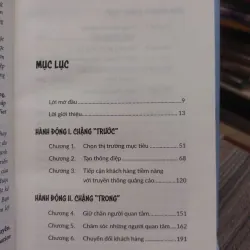 MỤC LỤC
Lời mở đầu 9
Lời giới thiệu 13
HÀNH ĐỘNG I. CHẶNG "TRƯỚC"
Chương 1. Chọn thị trường mục tiêu 51
Chương 2. Tạo thông điệp 68
Chương 3. Tiếp cận khách hàng tiềm năng
với truyền thông quảng cáo 120
HÀNH ĐỘNG II. CHẶNG "TRONG"
Chương 4. Giữ chân người quan tâm 151
Chương 5. Chăm sóc những người quan tâm 162
Chương 6. Chuyển đổi khách hàng 191